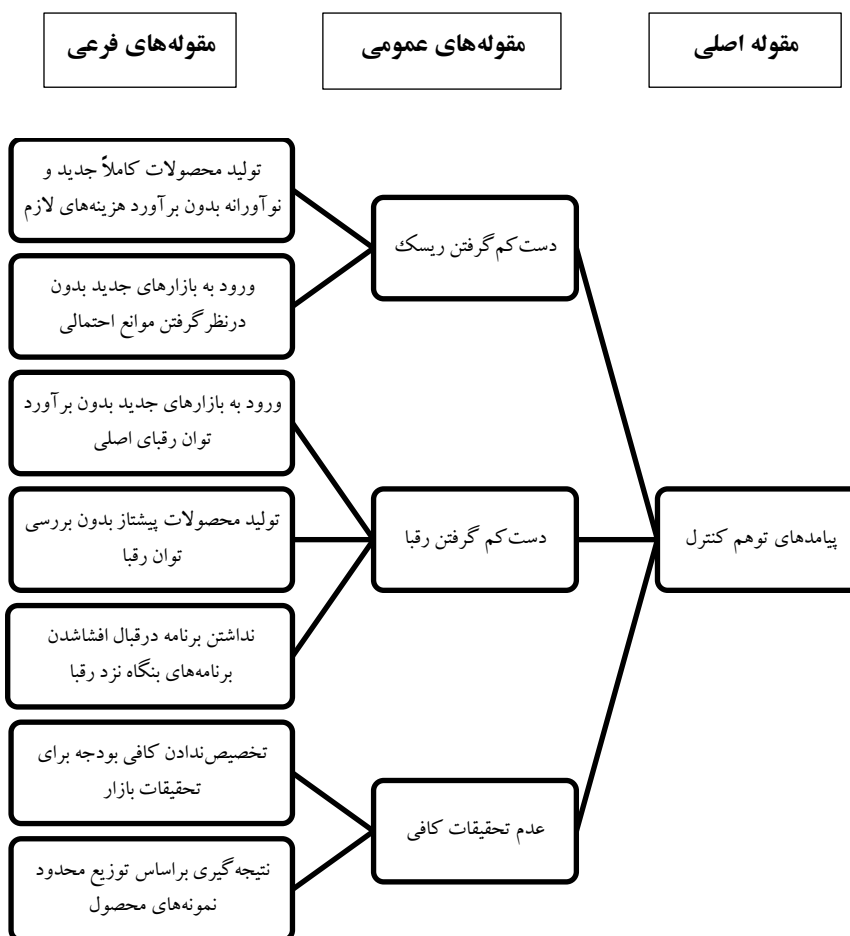 مقوله اصلی
مقوله‌های عمومی
مقوله‌های فرعی
پیامدهای توهم کنترل
دست‌کم‌گرفتن ریسک
تولید محصولات کاملاً جدید و
نوآورانه بدون برآورد هزینه‌های لازم
ورود به بازارهای جدید بدون
درنظرگرفتن موانع احتمالی
دست‌کم گرفتن رقبا
ورود به بازارهای جدید بدون برآورد
توان رقبای اصلی
تولید محصولات پیشتاز بدون بررسی
توان رقبا
نداشتن برنامه درقبال افشاشدن
برنامه‌های بنگاه نزد رقبا
عدم تحقیقات کافی
تخصیص‌ندادن کافی بودجه برای
تحقیقات بازار
نتیجه‌گیری براساس توزیع محدود
نمونه‌های محصول